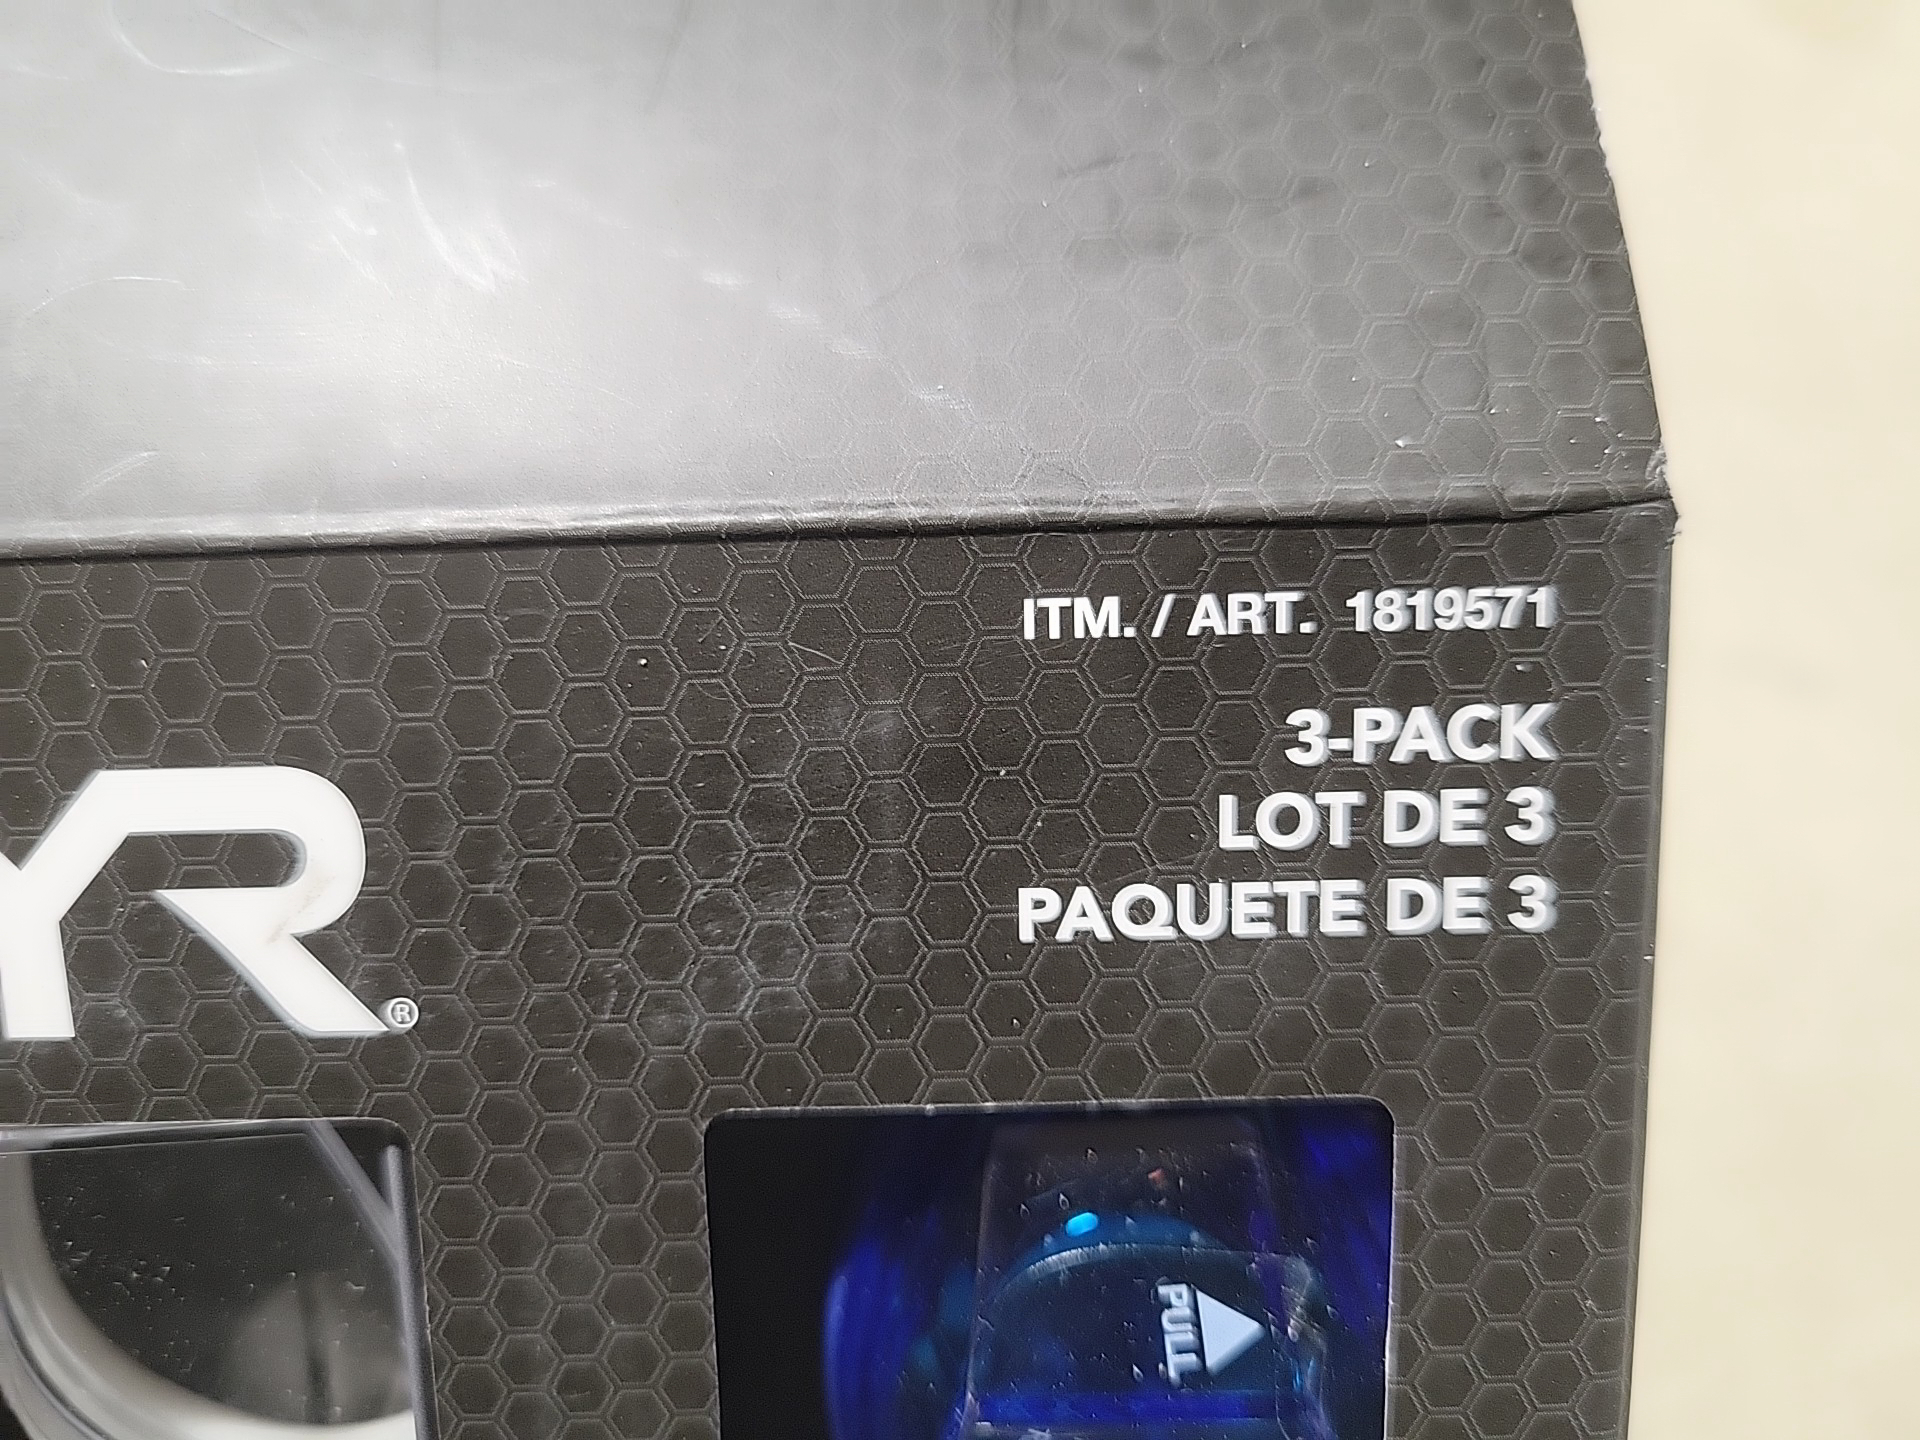 ITM. / ART. 1819571
3-PACK
LOT DE 3
PAQUETE DE 3
YR®
PULL